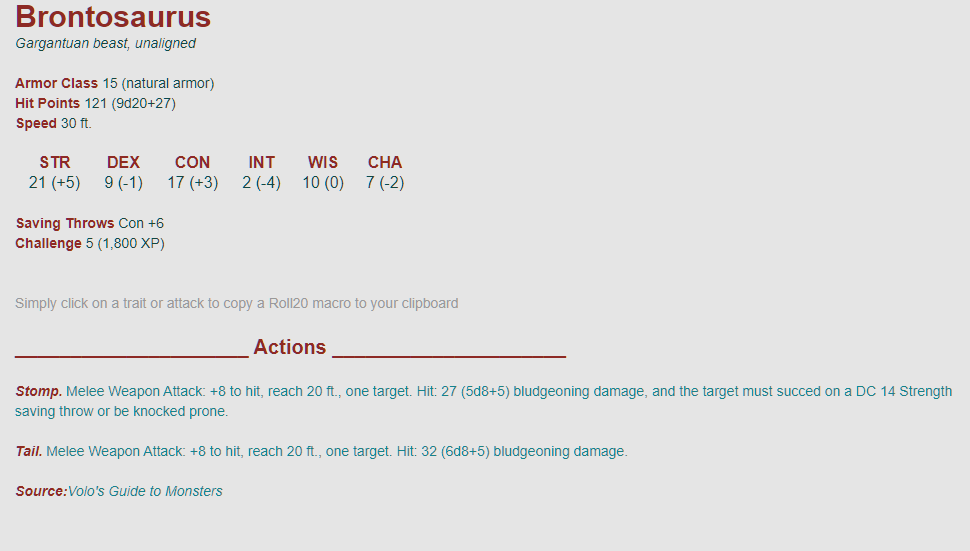 Brontosaurus
Gargantuan beast, unaligned
Armor Class 15 (natural armor)
Hit Points 121 (9d20+27)
Speed 30 ft.
STR DEX CON INT WIS CHA
21 (+5) 9 (-1) 17 (+3) 2 (-4) 10 (0) 7 (-2)
Saving Throws Con +6
Challenge 5 (1,800 XP)
Simply click on a trait or attack to copy a Roll20 macro to your clipboard
_____________________ Actions _____________________
Stomp. Melee Weapon Attack: +8 to hit, reach 20 ft., one target. Hit: 27 (5d8+5) bludgeoning damage, and the target must succed on a DC 14 Strength
saving throw or be knocked prone.
Tail. Melee Weapon Attack: +8 to hit, reach 20 ft., one target. Hit: 32 (6d8+5) bludgeoning damage.
Source:Volo's Guide to Monsters